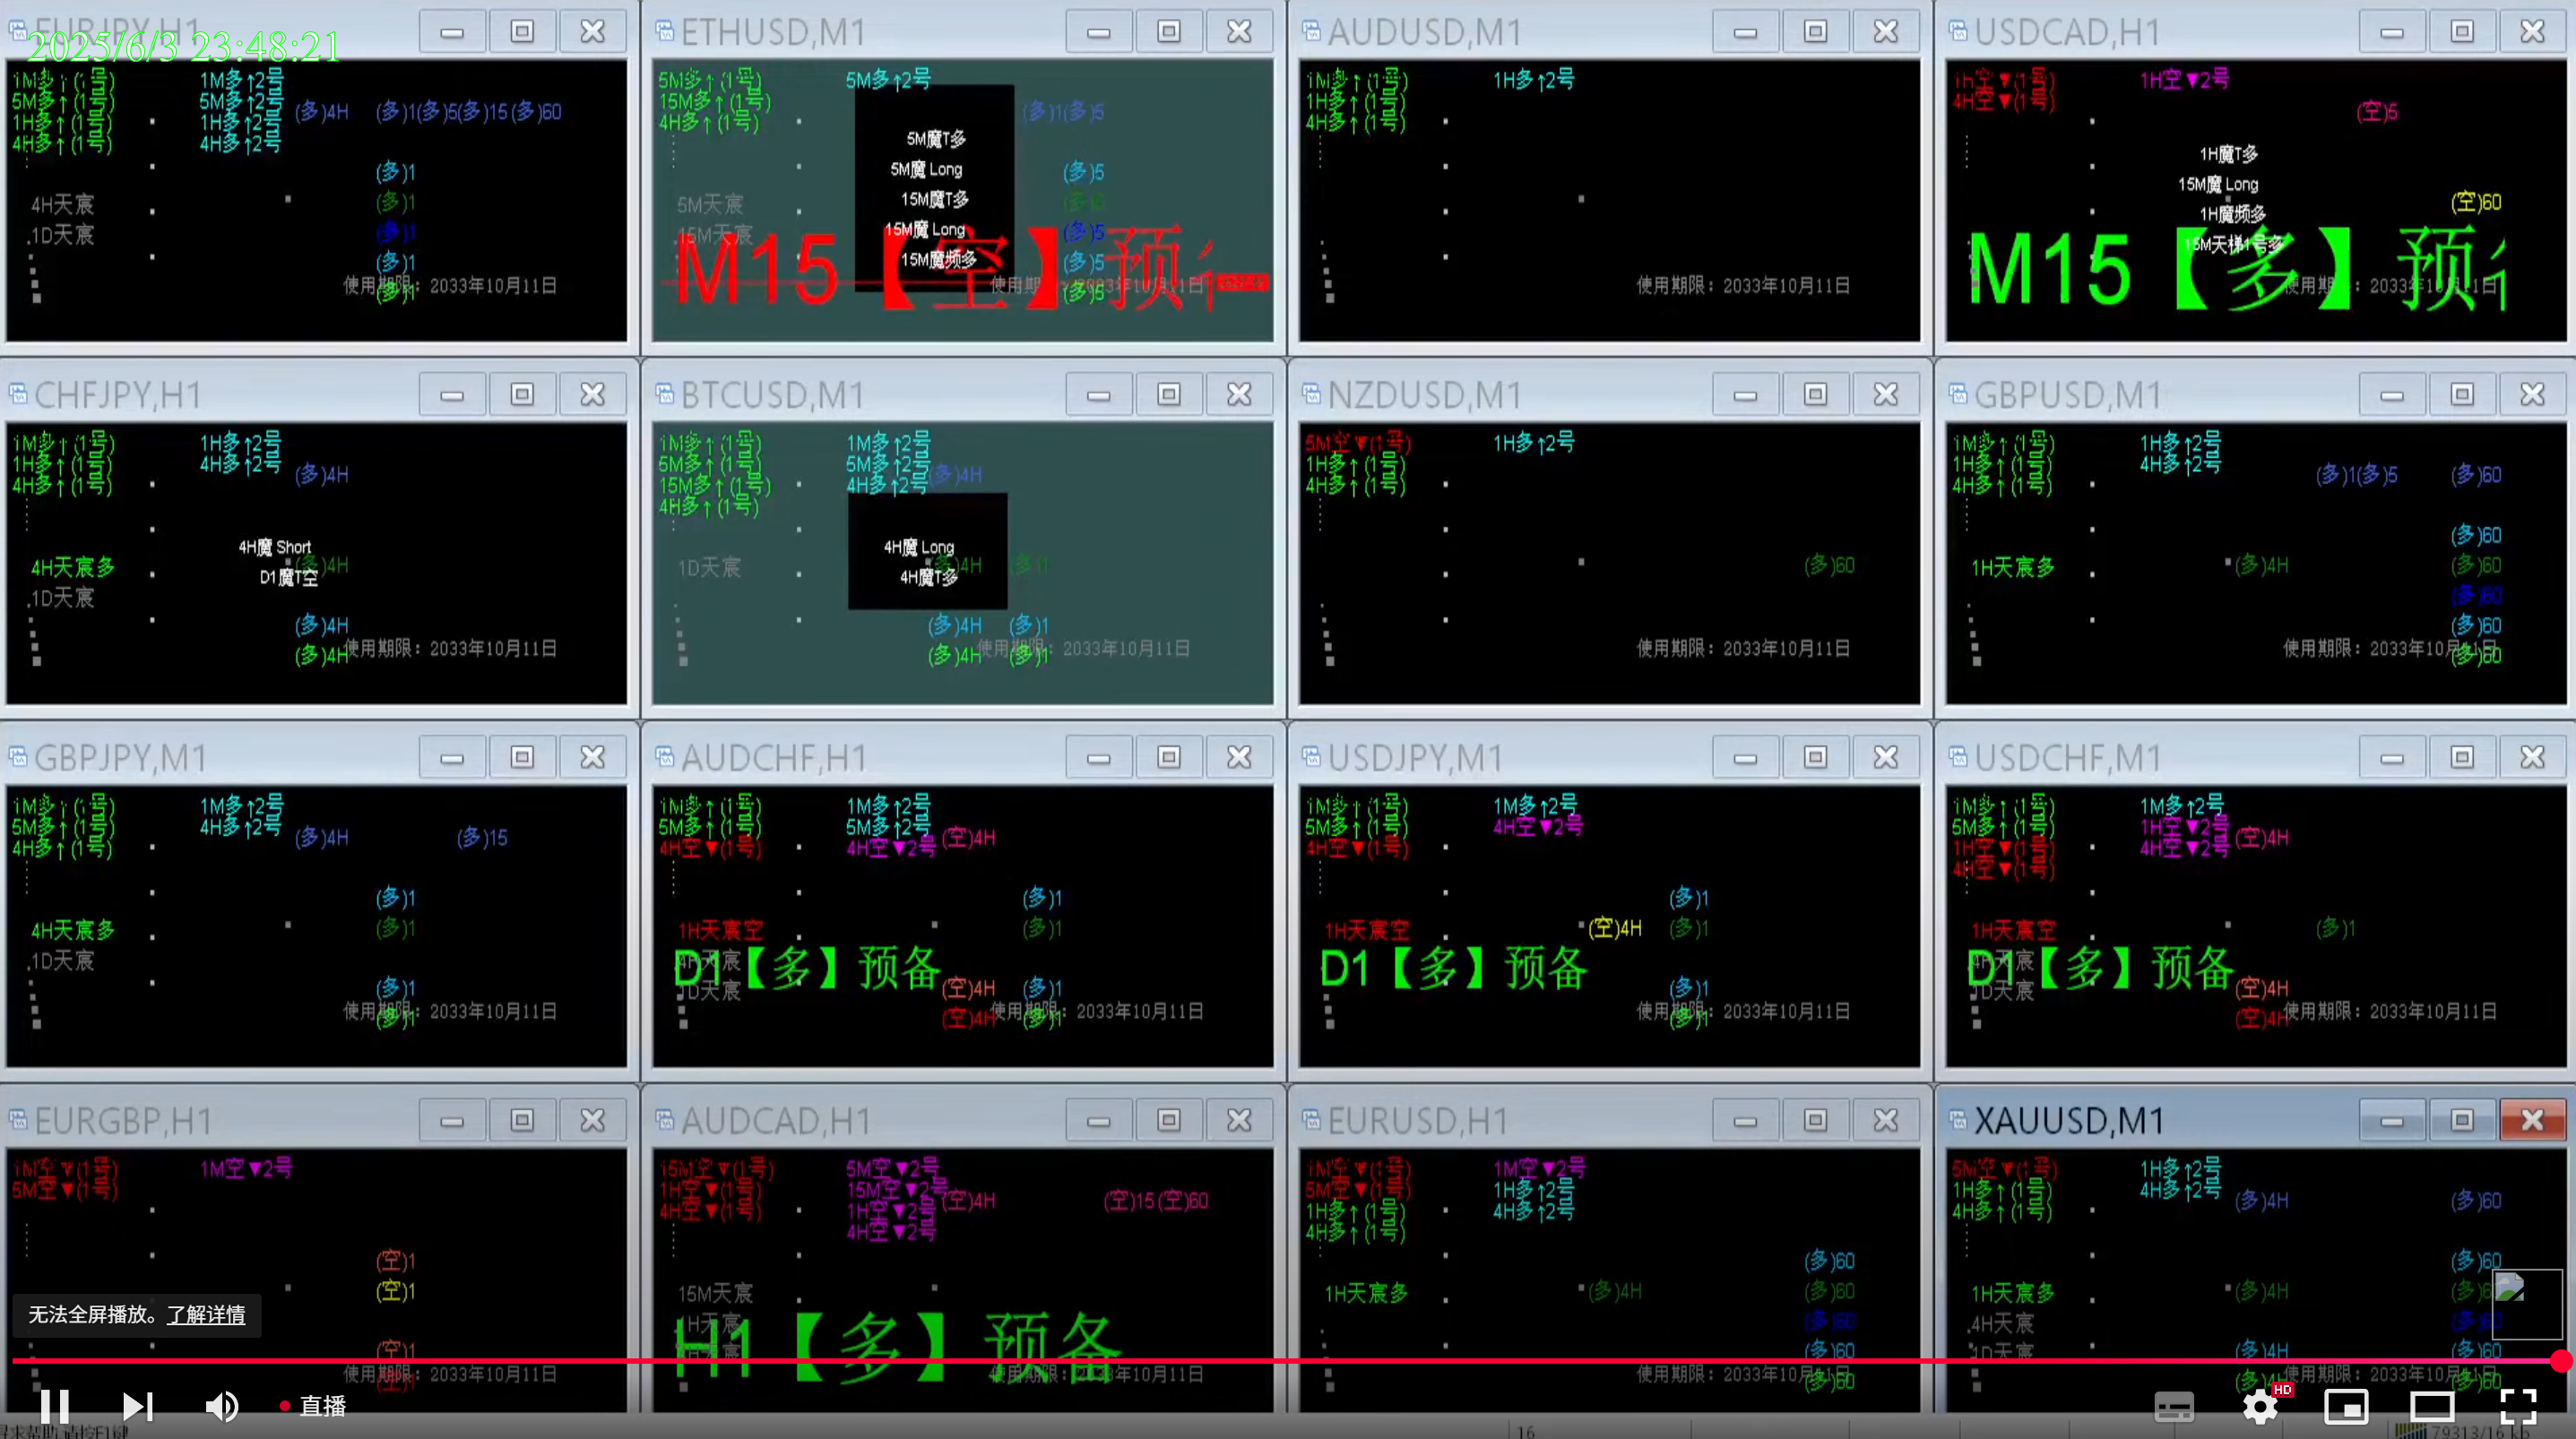 2025/6/3 23:48:21
EURJPY,H1
1M多↑(1号)
1M多↑2号
5M多↑(1号)
5M多↑2号
(多)4H (多)1(多)5(多)15(多)60
1H多↑(1号)
1H多↑2号
4H多↑(1号)
4H多↑2号
(多)1
4H天宸
(多)1
.1D天宸
(多)1
(多)1
使用期限：2033年10月11日
(多)1
ETHUSD,M1
5M多↑(1号)
5M多↑2号
15M多↑(1号)
(多)1(多)5
4H多↑(1号)
5M魔T多
5M魔 Long
(多)5
15M魔T多
5M天宸
15M魔 Long
(多)5
.15M天宸
15M魔频多
(多)5
M15【空】预
(多)5
AUDUSD,M1
1M多↑(1号)
1H多↑2号
1H多↑(1号)
4H多↑(1号)
使用期限：2033年10月11日
USDCAD,H1
1H空▼(1号)
1H空▼2号
4H空▼(1号)
(空)5
1H魔T多
15M魔 Long
(空)60
1H魔频多
15M天梯1号多
M15【多】预
使用期限：2033年10月11日
CHFJPY,H1
1M多↑(1号)
1H多↑2号
1H多↑(1号)
4H多↑2号
(多)4H
4H多↑(1号)
4H魔 Short
4H天宸多
(多)4H
D1魔T空
.1D天宸
(多)4H
(多)4H
使用期限：2033年10月11日
BTCUSD,M1
1M多↑(1号)
1M多↑2号
5M多↑(1号)
5M多↑2号
(多)4H
15M多↑(1号)
4H多↑2号
4H多↑(1号)
4H魔 Long
1D天宸
(多)4H (多)1
4H魔T多
(多)4H (多)1
使用期限：2033年10月11日
(多)4H (多)1
NZDUSD,M1
5M空▼(1号)
1H多↑2号
1H多↑(1号)
4H多↑(1号)
(多)60
使用期限：2033年10月11日
GBPUSD,M1
1M多↑(1号)
1H多↑2号
1H多↑(1号)
4H多↑2号
(多)1(多)5 (多)60
4H多↑(1号)
(多)60
1H天宸多
(多)4H (多)60
(多)60
(多)60
使用期限：2033年10月11日
(多)60
GBPJPY,M1
1M多↑(1号)
1M多↑2号
5M多↑(1号)
4H多↑2号
(多)4H (多)15
4H多↑(1号)
(多)1
4H天宸多
(多)1
.1D天宸
(多)1
使用期限：2033年10月11日
(多)1
AUDCHF,H1
1M多↑(1号)
1M多↑2号
5M多↑(1号)
5M多↑2号
(空)4H
4H空▼(1号)
4H空▼2号
(多)1
1H天宸空
(多)1
4H天宸
D1【多】预备
1D天宸
(空)4H (多)1
使用期限：2033年10月11日
(空)4H (多)1
USDJPY,M1
1M多↑(1号)
1M多↑2号
5M多↑(1号)
4H空▼2号
4H空▼(1号)
(多)1
1H天宸空
(空)4H (多)1
D1【多】预备
(多)1
使用期限：2033年10月11日
(多)1
USDCHF,M1
1M多↑(1号)
1M多↑2号
5M多↑(1号)
1H空▼2号
(空)4H
1H空▼(1号)
4H空▼2号
4H空▼(1号)
1H天宸空
(多)1
4H天宸
D1【多】预备
1D天宸
(空)4H
使用期限：2033年10月11日
(空)4H
EURGBP,H1
1M空▼(1号)
1M空▼2号
5M空▼(1号)
(空)1
(空)1
(空)1
使用期限：2033年10月11日
AUDCAD,H1
15M空▼(1号)
5M空▼2号
1H空▼(1号)
15M空▼2号
(空)4H (空)15(空)60
4H空▼(1号)
1H空▼2号
4H空▼2号
15M天宸
1H天宸
H1【多】预备
使用期限：2033年10月11日
EURUSD,H1
1M空▼(1号)
1M空▼2号
5M空▼(1号)
1H多↑2号
1H多↑(1号)
4H多↑2号
4H多↑(1号)
(多)60
1H天宸多
(多)4H (多)60
(多)60
(多)60
使用期限：2033年10月11日
(多)60
XAUUSD,M1
5M空▼(1号)
1H多↑2号
1H多↑(1号)
4H多↑2号
(多)4H (多)60
4H多↑(1号)
(多)60
1H天宸多
(多)4H
.4H天宸
1D天宸
(多)4H (多)60
使用期限：2033年10月11日
(多)60
无法全屏播放。了解详情
直播
HD
16
79313/16 kb